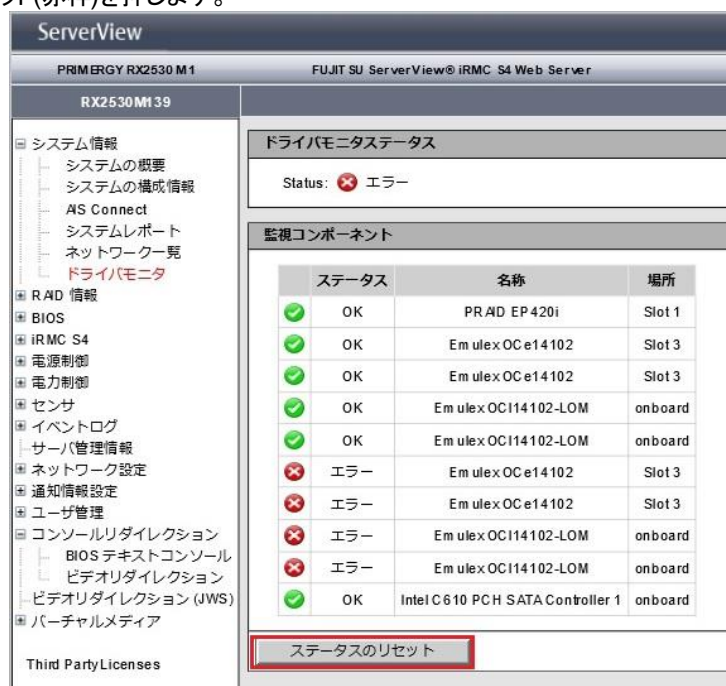 (赤枠)を押します。
ServerView
PRIMERGY RX2530 M1 FUJITSU ServerView® iRMC S4 Web Server
RX2530M139
システム情報
システムの概要
システムの構成情報
AIS Connect
システムレポート
ネットワーク一覧
ドライバモニタ
RAID 情報
BIOS
iRMC S4
電源制御
電力制御
センサ
イベントログ
サーバ管理情報
ネットワーク設定
通知情報設定
ユーザ管理
コンソールリダイレクション
BIOS テキストコンソール
ビデオリダイレクション
ビデオリダイレクション (JWS)
バーチャルメディア
Third Party Licenses
ドライバモニタステータス
Status: エラー
監視コンポーネント
ステータス 名称 場所
OK PRAID EP420i Slot 1
OK Emulex OCe14102 Slot 3
OK Emulex OCe14102 Slot 3
OK Emulex OCl14102-LOM onboard
OK Emulex OCl14102-LOM onboard
エラー Emulex OCe14102 Slot 3
エラー Emulex OCe14102 Slot 3
エラー Emulex OCl14102-LOM onboard
エラー Emulex OCl14102-LOM onboard
OK Intel C610 PCH SATA Controller 1 onboard
ステータスのリセット